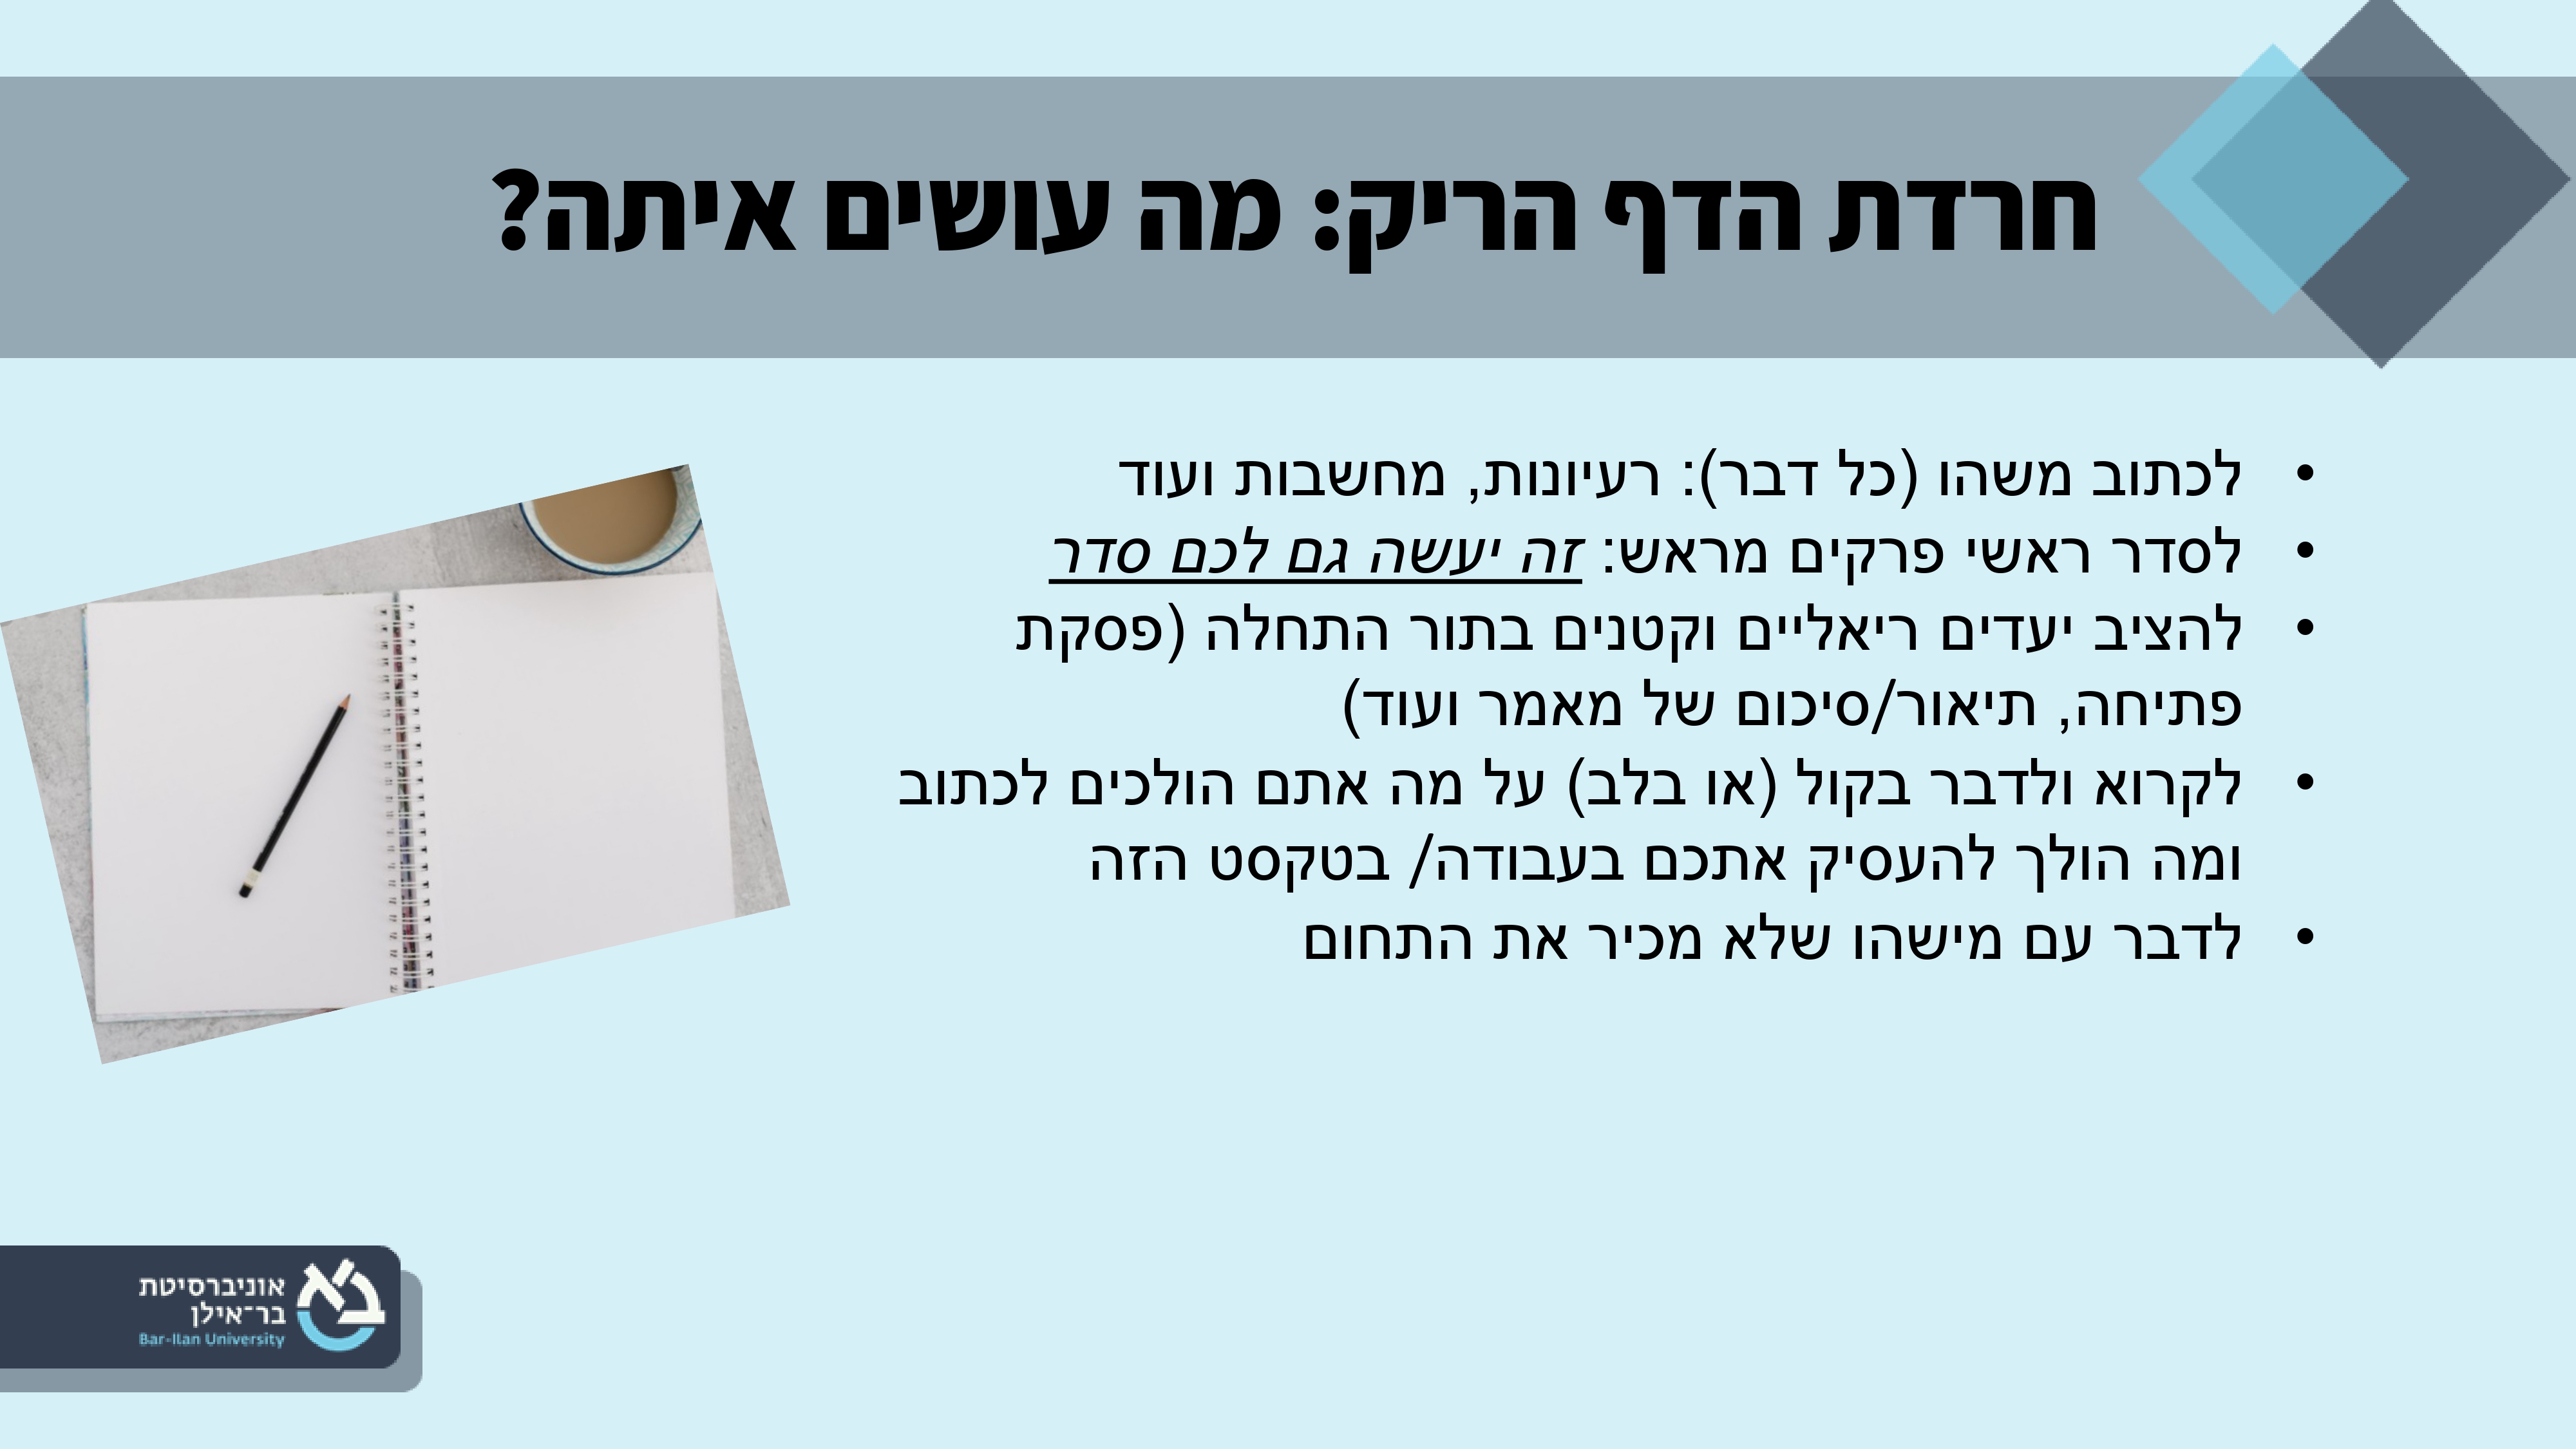 חרדת הדף הריק: מה עושים איתה?
• לכתוב משהו (כל דבר): רעיונות, מחשבות ועוד
• לסדר ראשי פרקים מראש: זה יעשה גם לכם סדר
• להציב יעדים ריאליים וקטנים בתור התחלה (פסקת
פתיחה, תיאור/סיכום של מאמר ועוד)
• לקרוא ולדבר בקול (או בלב) על מה אתם הולכים לכתוב
ומה הולך להעסיק אתכם בעבודה/ בטקסט הזה
• לדבר עם מישהו שלא מכיר את התחום
אוניברסיטת
בר־אילן
Bar-Ilan University